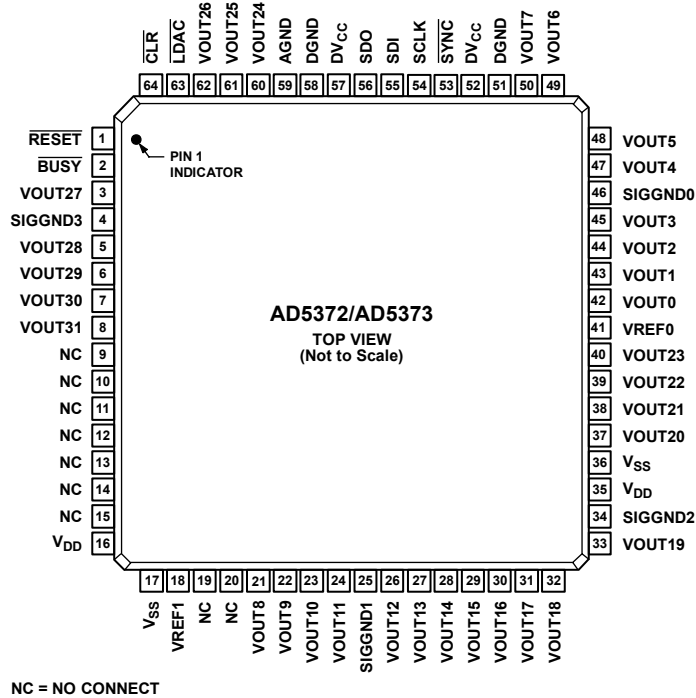 CLR
LDAC
VOUT26
VOUT25
VOUT24
AGND
DGND
DVCC
SDO
SDI
SCLK
SYNC
DVCC
DGND
VOUT7
VOUT6
64 63 62 61 60 59 58 57 56 55 54 53 52 51 50 49
RESET 1
BUSY 2
VOUT27 3
SIGGND3 4
VOUT28 5
VOUT29 6
VOUT30 7
VOUT31 8
NC 9
NC 10
NC 11
NC 12
NC 13
NC 14
NC 15
VDD 16
PIN 1
INDICATOR
AD5372/AD5373
TOP VIEW
(Not to Scale)
48 VOUT5
47 VOUT4
46 SIGGND0
45 VOUT3
44 VOUT2
43 VOUT1
42 VOUT0
41 VREF0
40 VOUT23
39 VOUT22
38 VOUT21
37 VOUT20
36 VSS
35 VDD
34 SIGGND2
33 VOUT19
17 18 19 20 21 22 23 24 25 26 27 28 29 30 31 32
VSS
VREF1
NC
NC
VOUT8
VOUT9
VOUT10
VOUT11
SIGGND1
VOUT12
VOUT13
VOUT14
VOUT15
VOUT16
VOUT17
VOUT18
NC = NO CONNECT